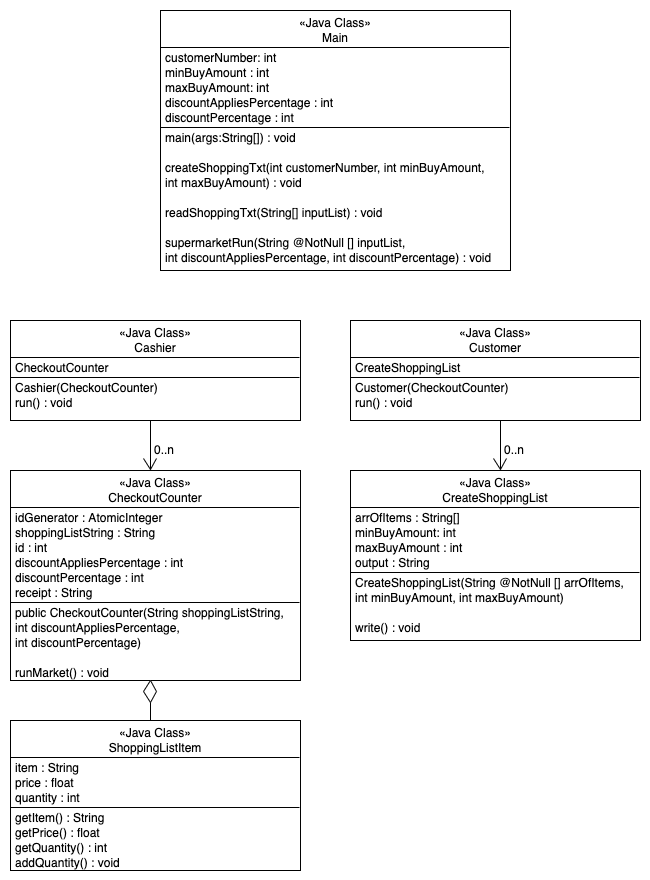 «Java Class»
Main
customerNumber: int
minBuyAmount : int
maxBuyAmount: int
discountAppliesPercentage : int
discountPercentage : int
main(args:String[]) : void
createShoppingTxt(int customerNumber, int minBuyAmount,
int maxBuyAmount) : void
readShoppingTxt(String[] inputList) : void
supermarketRun(String @NotNull [] inputList,
int discountAppliesPercentage, int discountPercentage) : void
«Java Class»
Cashier
CheckoutCounter
Cashier(CheckoutCounter)
run() : void
0..n
«Java Class»
CheckoutCounter
idGenerator : AtomicInteger
shoppingListString : String
id : int
discountAppliesPercentage : int
discountPercentage : int
receipt : String
public CheckoutCounter(String shoppingListString,
int discountAppliesPercentage,
int discountPercentage)
runMarket() : void
«Java Class»
ShoppingListItem
item : String
price : float
quantity : int
getItem() : String
getPrice() : float
getQuantity() : int
addQuantity() : void
«Java Class»
Customer
CreateShoppingList
Customer(CheckoutCounter)
run() : void
0..n
«Java Class»
CreateShoppingList
arrOfItems : String[]
minBuyAmount: int
maxBuyAmount : int
output : String
CreateShoppingList(String @NotNull [] arrOfItems,
int minBuyAmount, int maxBuyAmount)
write() : void